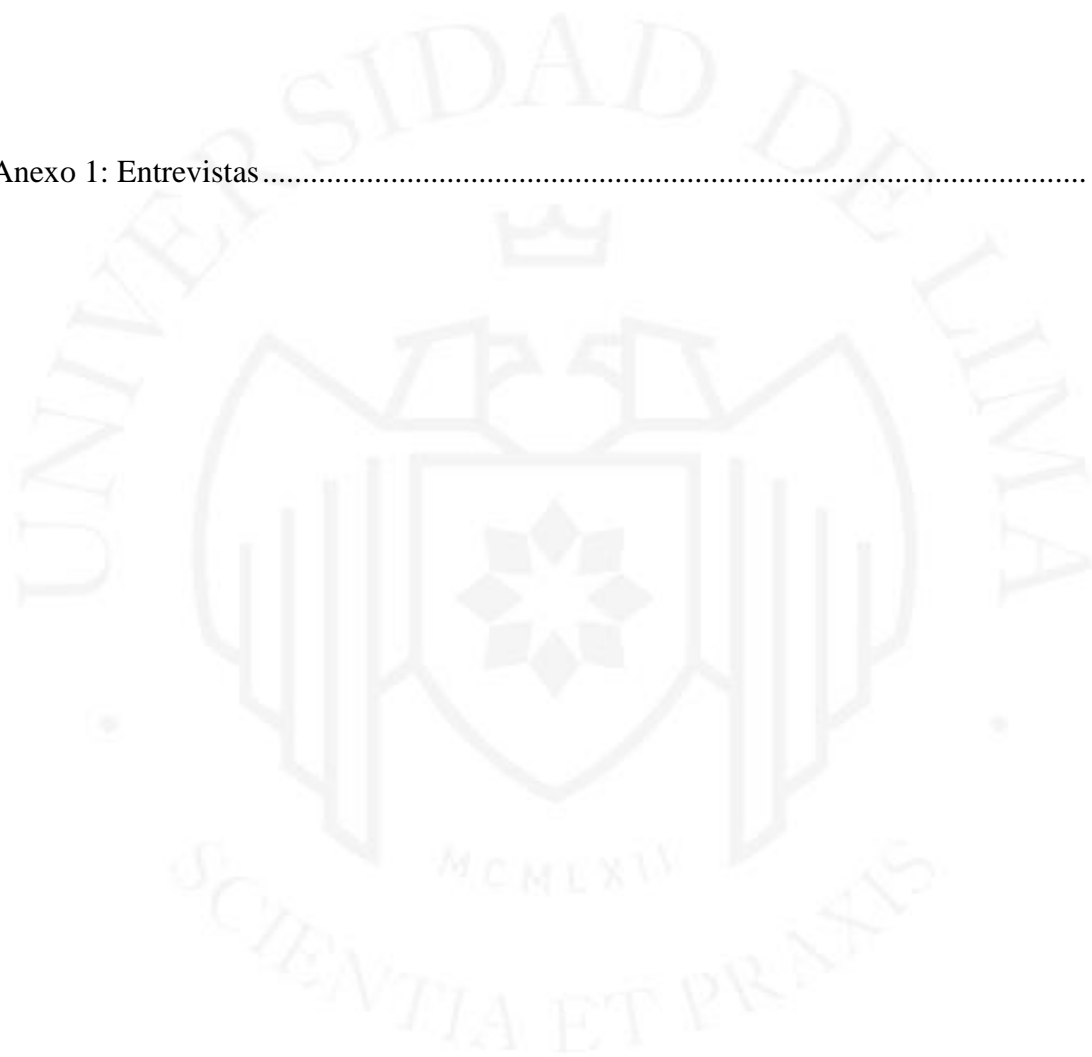 UNIVERSIDAD DE LIMA
Anexo 1: Entrevistas.......................................................................................
MCMLXII
SCIENTIA ET PRAXIS